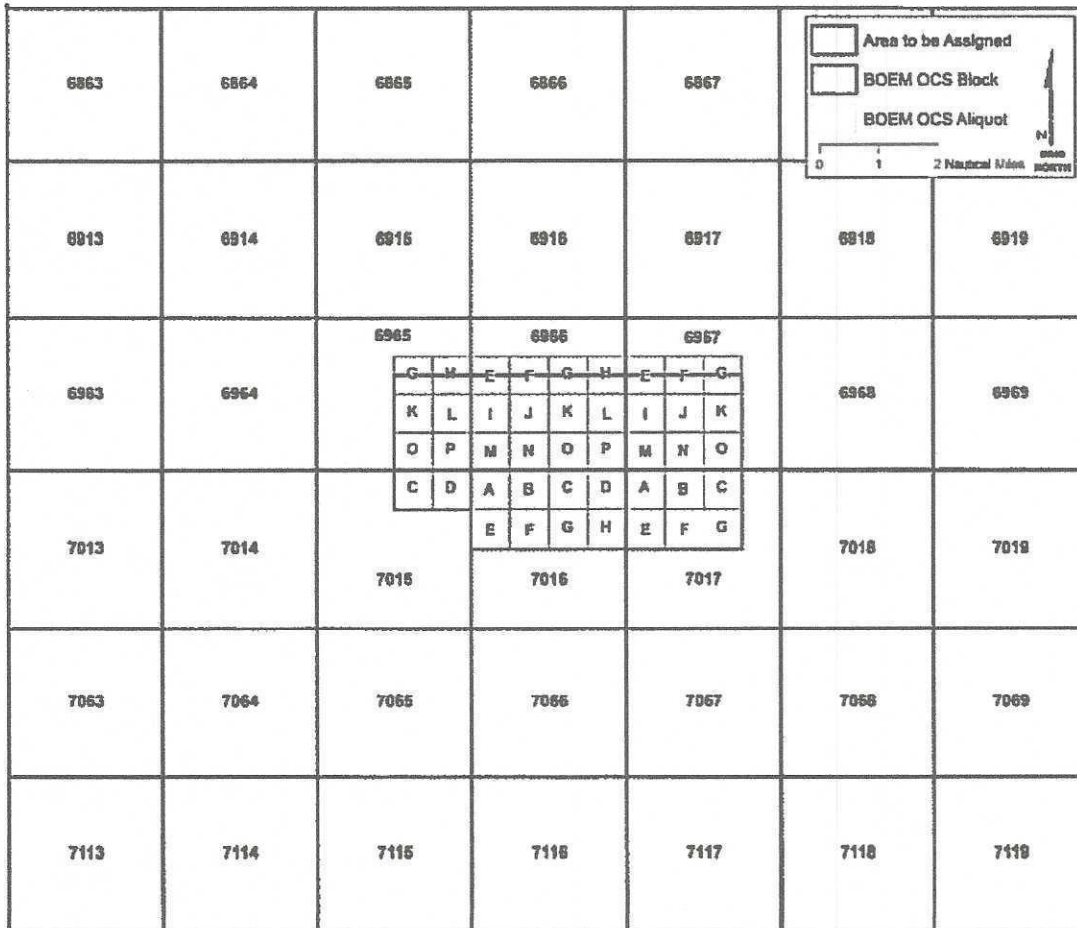 Area to be Assigned
BOEM OCS Block
BOEM OCS Aliquot
N
GRID
NORTH
0 1 2 Nautical Miles
6863 6864 6865 6866 6867
6913 6914 6915 6916 6917 6918 6919
6965 6966 6967
G H E F G H E F G
6963 6964 6968 6969
K L I J K L I J K
O P M N O P M N O
C D A B C D A B C
E F G H E F G
7013 7014 7018 7019
7015 7016 7017
7063 7064 7065 7066 7067 7068 7069
7113 7114 7115 7116 7117 7118 7119